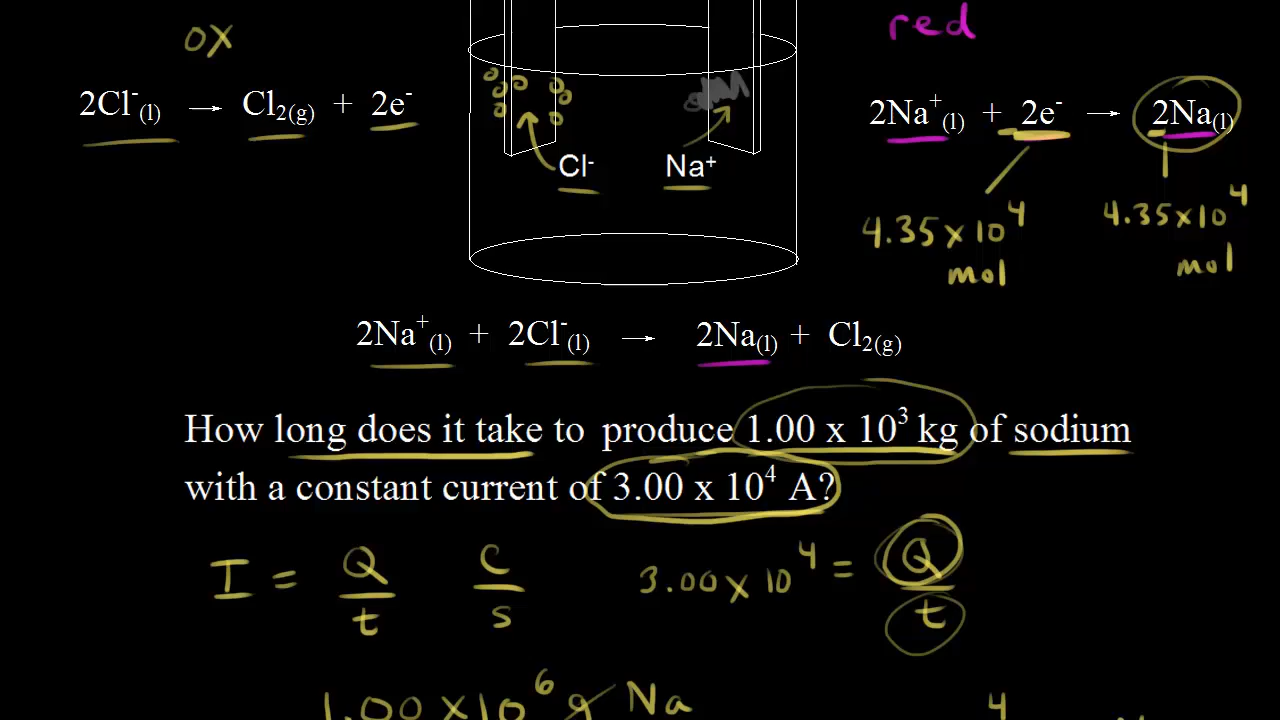 ox
red
2Cl⁻(l) → Cl₂(g) + 2e⁻
2Na⁺(l) + 2e⁻ → 2Na(l)
Cl⁻
Na⁺
4.35 x 10⁴
mol
4.35 x 10⁴
mol
2Na⁺(l) + 2Cl⁻(l) → 2Na(l) + Cl₂(g)
How long does it take to produce 1.00 x 10³ kg of sodium
with a constant current of 3.00 x 10⁴ A?
I = Q/t C/s 3.00 x 10⁴ = Q/t
1.00 x 10⁶ g Na
4